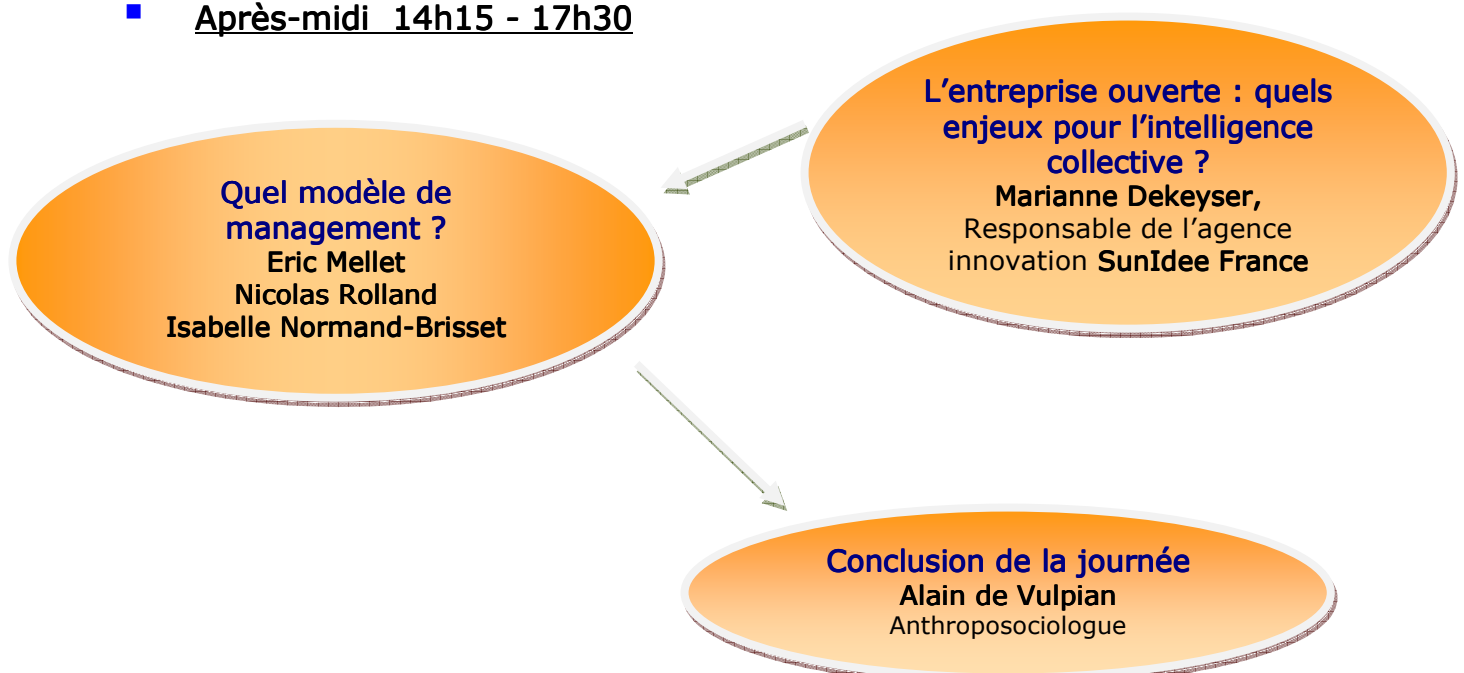 Après-midi 14h15 - 17h30
L’entreprise ouverte : quels
enjeux pour l’intelligence
collective ?
Marianne Dekeyser,
Responsable de l’agence
innovation SunIdee France
Quel modèle de
management ?
Eric Mellet
Nicolas Rolland
Isabelle Normand-Brisset
Conclusion de la journée
Alain de Vulpian
Anthroposociologue